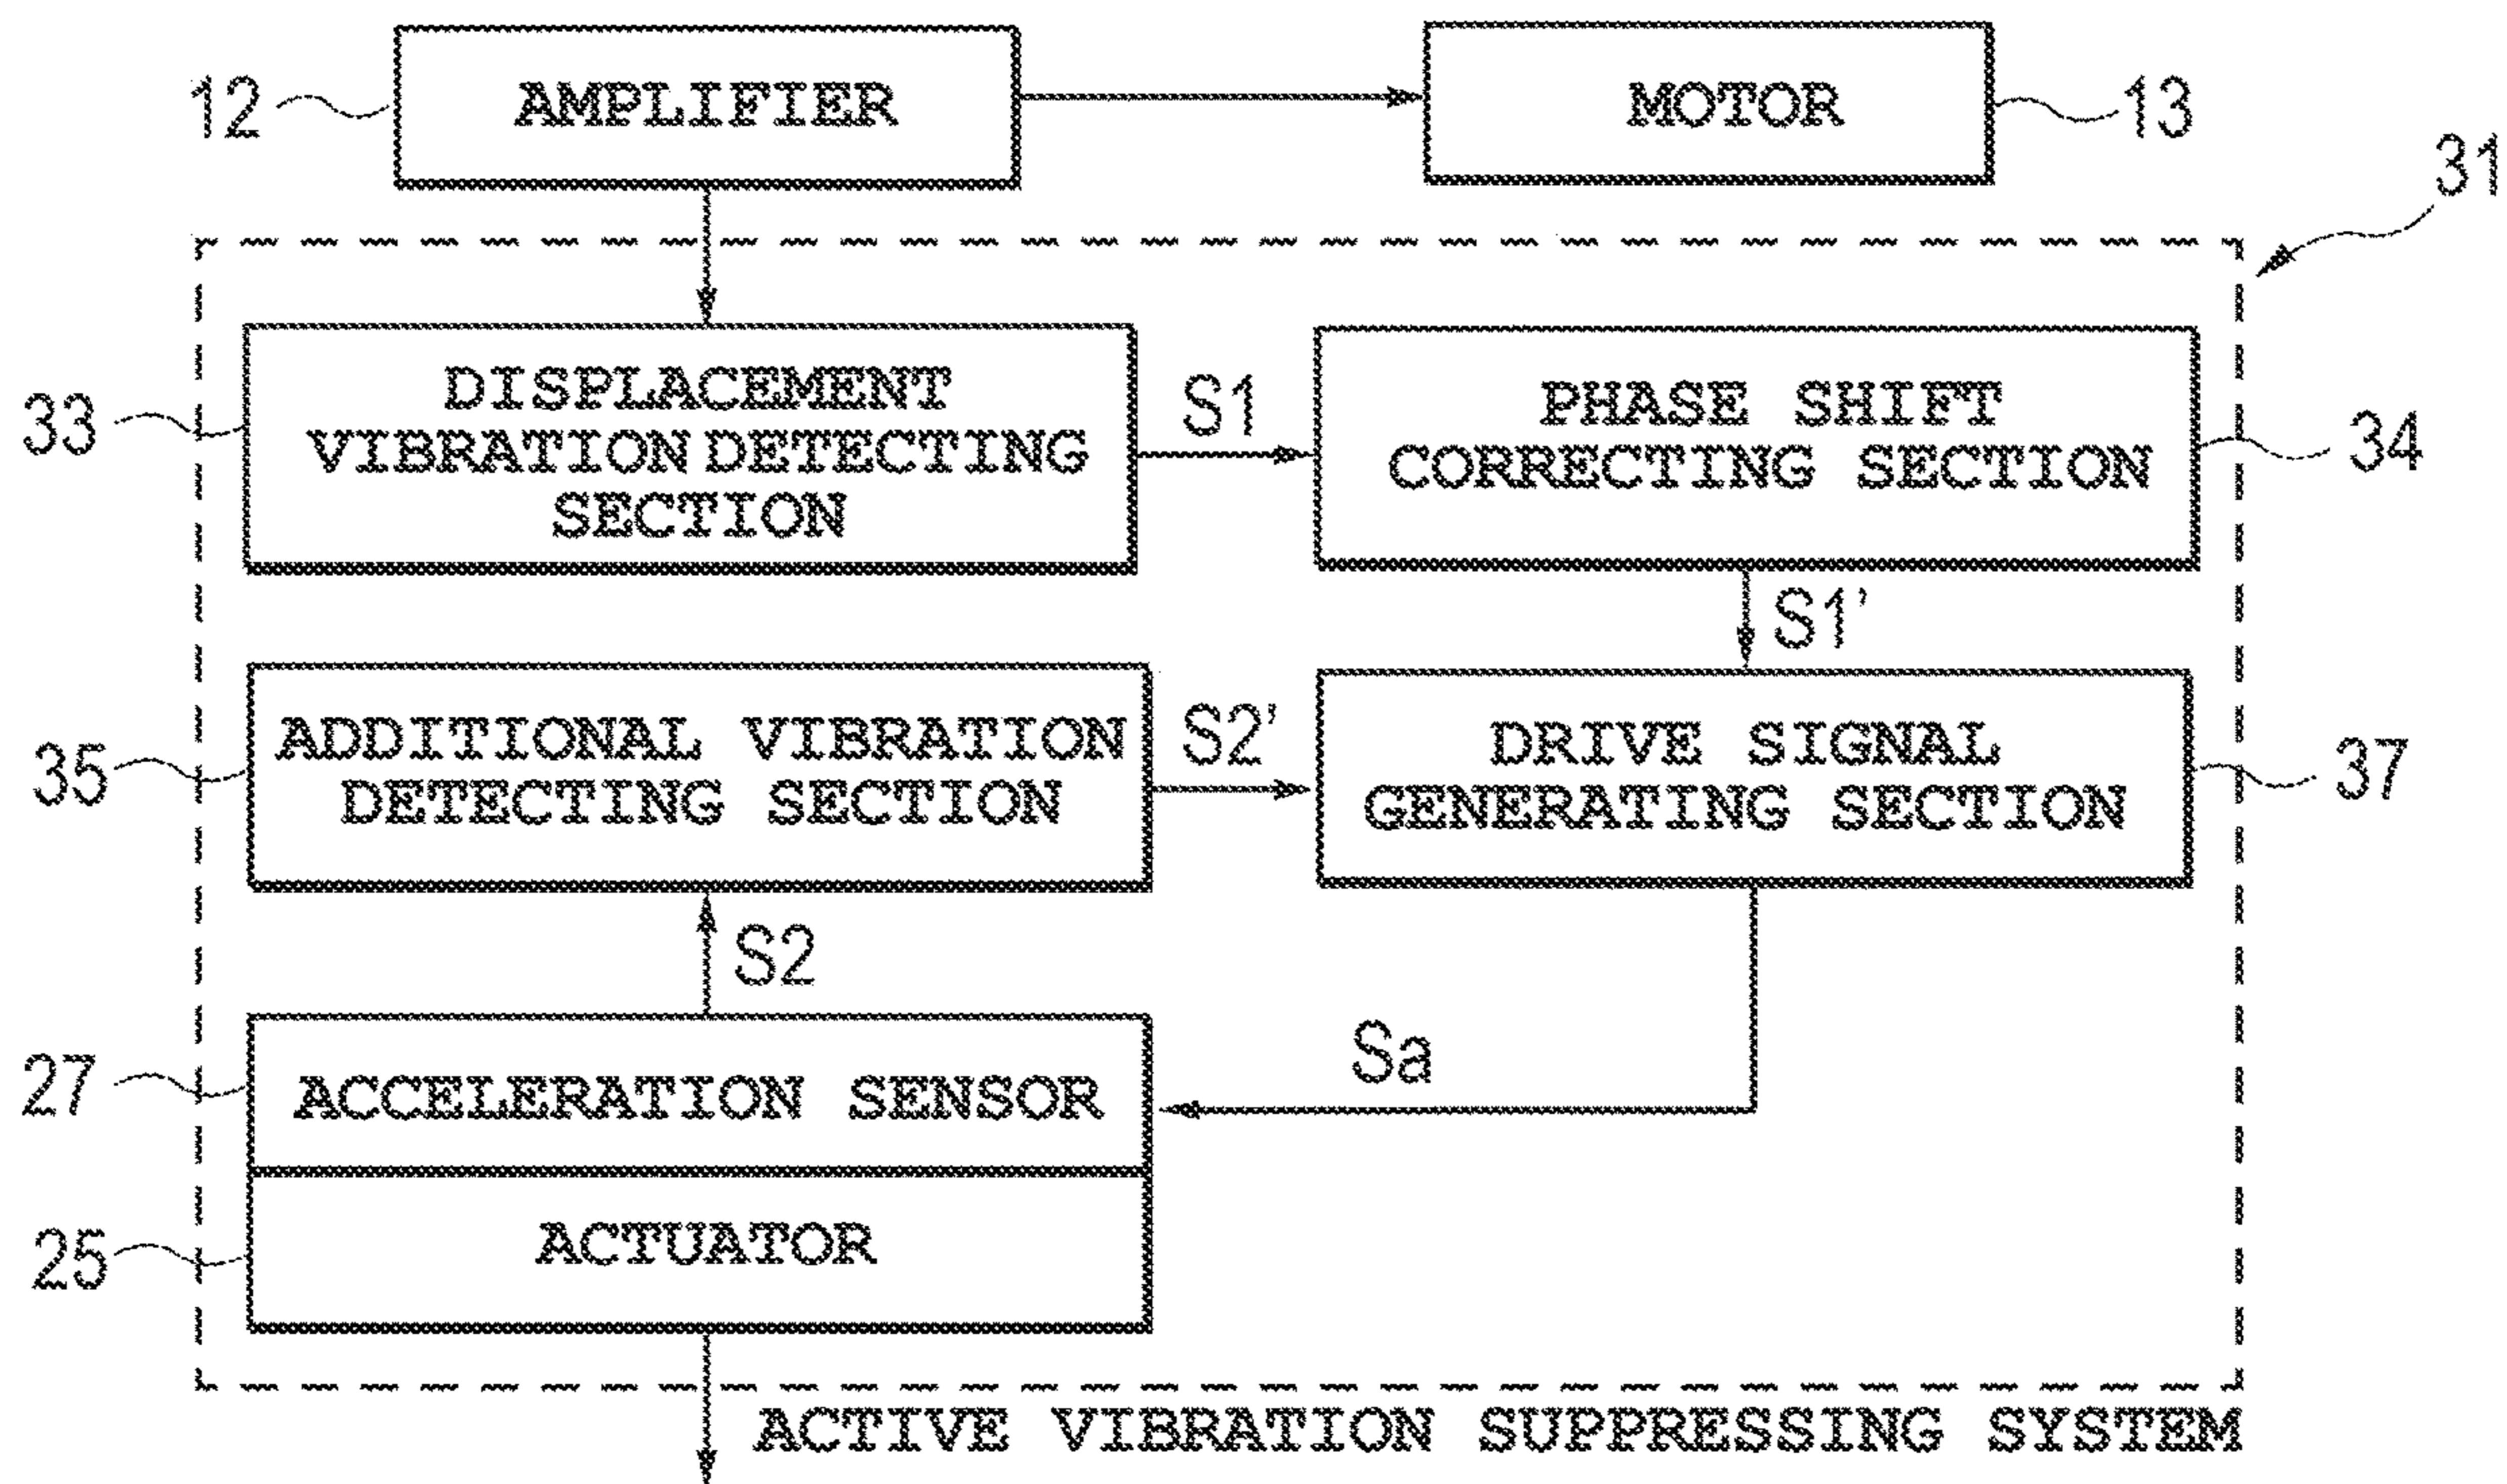 12
AMPLIFIER
MOTOR
13
31
33
DISPLACEMENT
VIBRATION DETECTING
SECTION
S1
PHASE SHIFT
CORRECTING SECTION
34
S1’
35
ADDITIONAL VIBRATION
DETECTING SECTION
S2’
DRIVE SIGNAL
GENERATING SECTION
37
S2
Sa
27
ACCELERATION SENSOR
25
ACTUATOR
ACTIVE VIBRATION SUPPRESSING SYSTEM